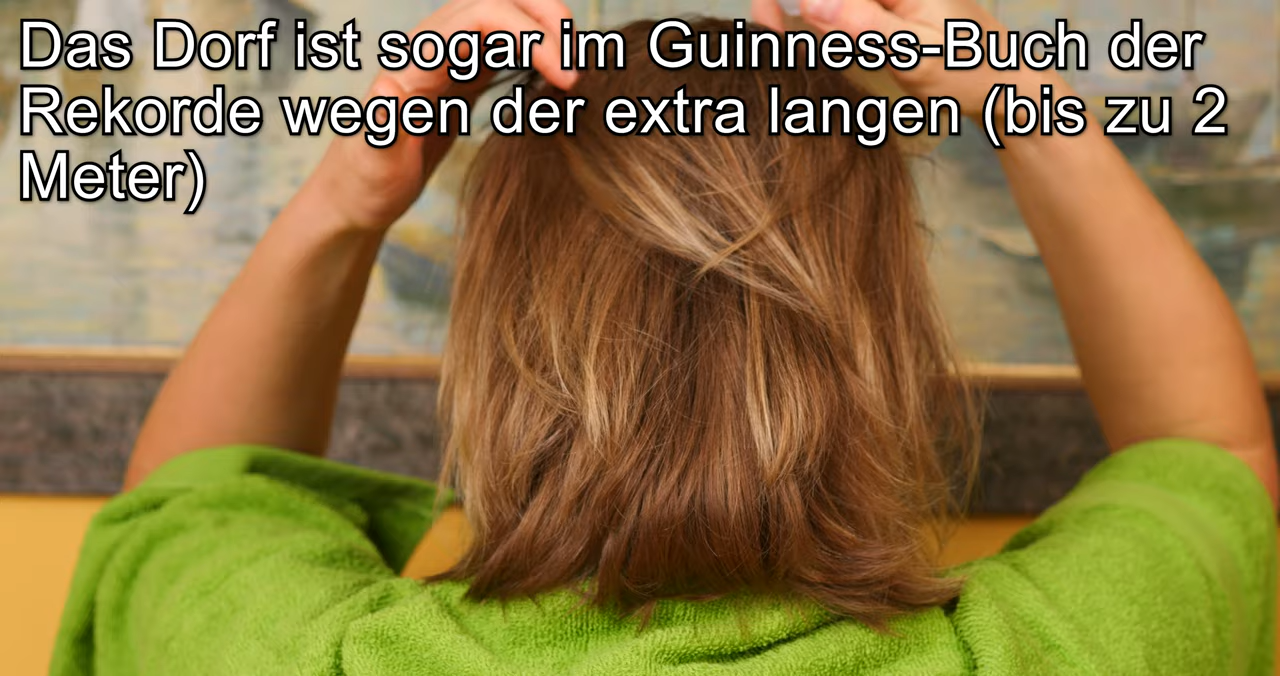 Das Dorf ist sogar im Guinness-Buch der
Rekorde wegen der extra langen (bis zu 2
Meter)